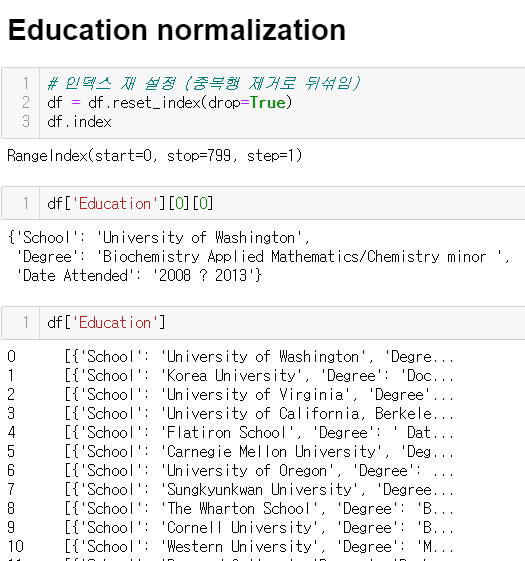 Education normalization
1 # 인덱스 재 설정 (중복행 제거로 뒤섞임)
2 df = df.reset_index(drop=True)
3 df.index
RangeIndex(start=0, stop=799, step=1)
1 df['Education'][0][0]
{'School': 'University of Washington',
'Degree': 'Biochemistry Applied Mathematics/Chemistry minor ',
'Date Attended': '2008 ? 2013'}
1 df['Education']
0 [{'School': 'University of Washington', 'Degre...
1 [{'School': 'Korea University', 'Degree': 'Doc...
2 [{'School': 'University of Virginia', 'Degree'...
3 [{'School': 'University of California, Berkele...
4 [{'School': 'Flatiron School', 'Degree': ' Dat...
5 [{'School': 'Carnegie Mellon University', 'Deg...
6 [{'School': 'University of Oregon', 'Degree': ...
7 [{'School': 'Sungkyunkwan University', 'Degree...
8 [{'School': 'The Wharton School', 'Degree': 'B...
9 [{'School': 'Cornell University', 'Degree': 'B...
10 [{'School': 'Western University', 'Degree': 'M...